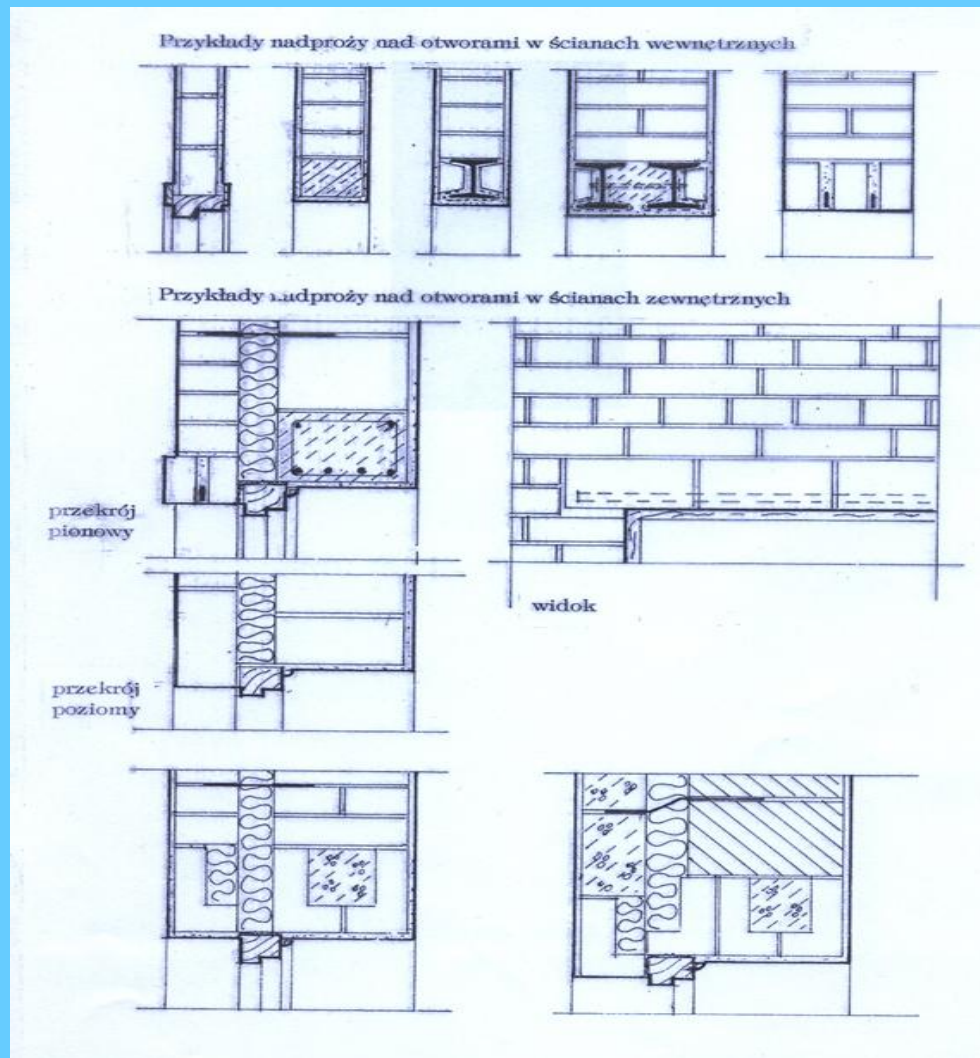 Przykłady nadproży nad otworami w ścianach wewnętrznych
Przykłady nadproży nad otworami w ścianach zewnętrznych
przekrój
pionowy
widok
przekrój
poziomy